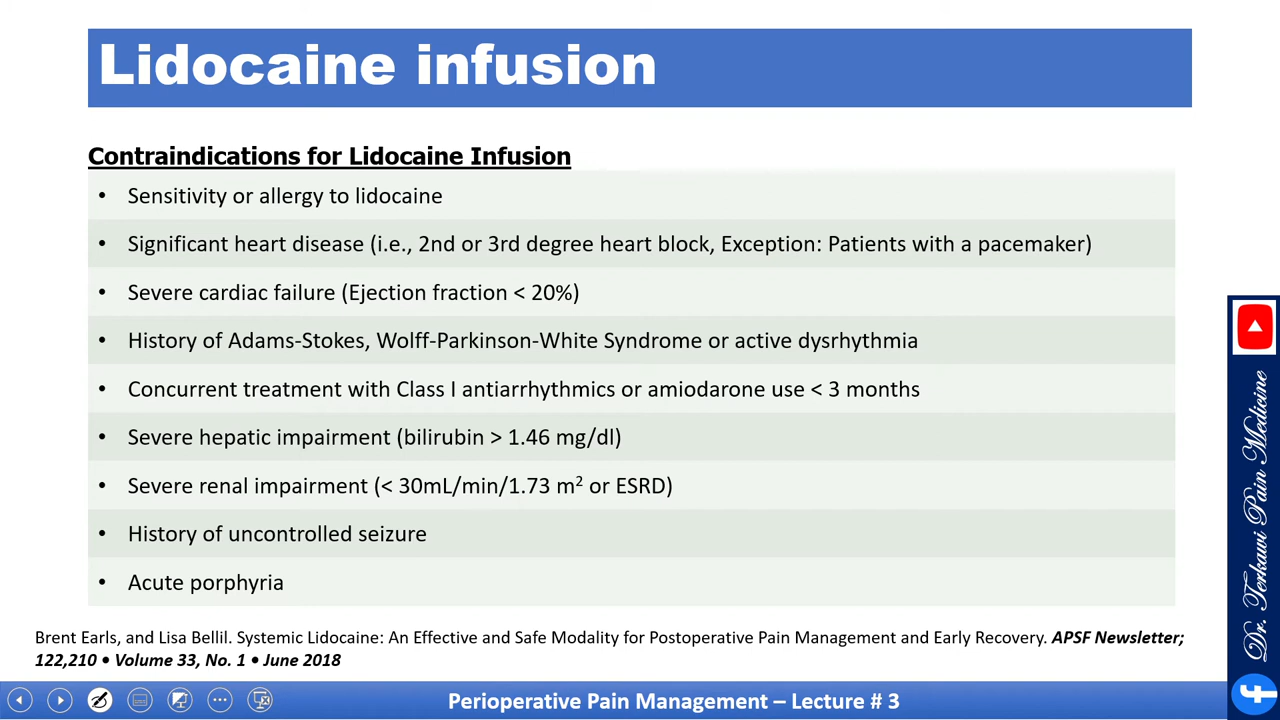 Lidocaine infusion
Contraindications for Lidocaine Infusion
• Sensitivity or allergy to lidocaine
• Significant heart disease (i.e., 2nd or 3rd degree heart block, Exception: Patients with a pacemaker)
• Severe cardiac failure (Ejection fraction < 20%)
• History of Adams-Stokes, Wolff-Parkinson-White Syndrome or active dysrhythmia
• Concurrent treatment with Class I antiarrhythmics or amiodarone use < 3 months
• Severe hepatic impairment (bilirubin > 1.46 mg/dl)
• Severe renal impairment (< 30mL/min/1.73 m² or ESRD)
• History of uncontrolled seizure
• Acute porphyria
Brent Earls, and Lisa Bellil. Systemic Lidocaine: An Effective and Safe Modality for Postoperative Pain Management and Early Recovery. APSF Newsletter;
122,210 • Volume 33, No. 1 • June 2018
Perioperative Pain Management – Lecture # 3
Dr. Terkawi Pain Medicine